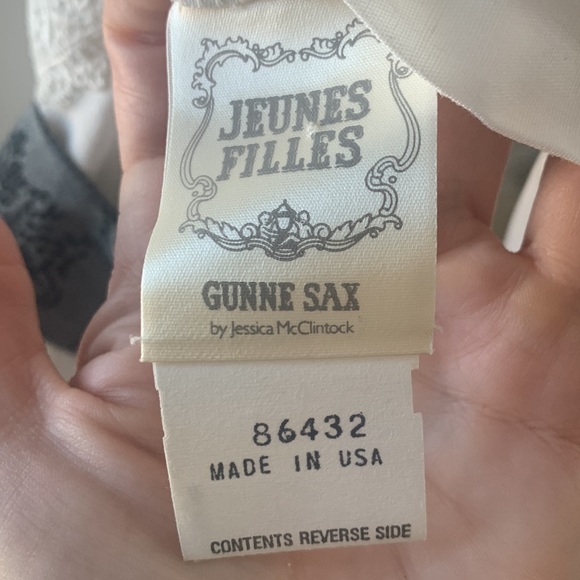 JEUNES
FILLES
GUNNE SAX
by Jessica McClintock
86432
MADE IN USA
CONTENTS REVERSE SIDE